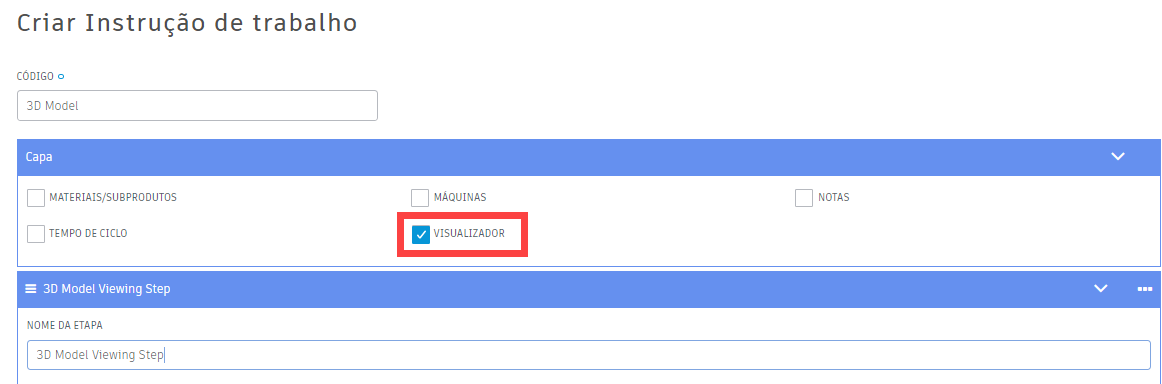 Criar Instrução de trabalho
CÓDIGO
3D Model
Capa
MATERIAIS/SUBPRODUTOS
MÁQUINAS
NOTAS
TEMPO DE CICLO
VISUALIZADOR
3D Model Viewing Step
NOME DA ETAPA
3D Model Viewing Step